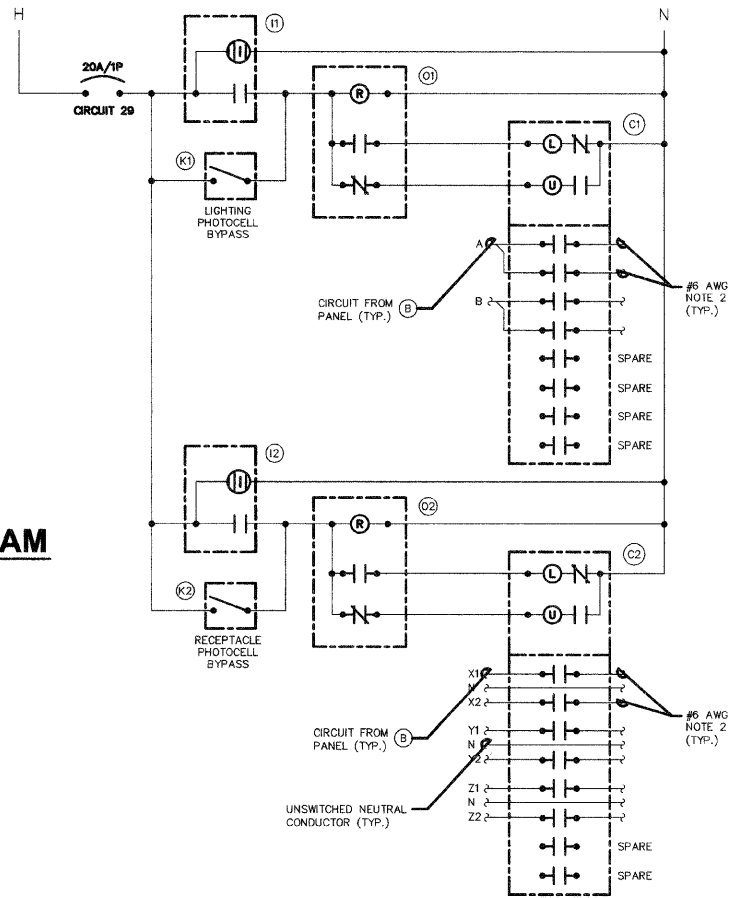 H
N
I1
20A/1P
CIRCUIT 29
R
O1
C1
L
U
K1
LIGHTING
PHOTOCELL
BYPASS
A
CIRCUIT FROM
PANEL (TYP.) B
B
#6 AWG
NOTE 2
(TYP.)
SPARE
SPARE
SPARE
SPARE
I2
R
O2
AM
C2
L
U
K2
RECEPTACLE
PHOTOCELL
BYPASS
X1
N
X2
#6 AWG
NOTE 2
(TYP.)
CIRCUIT FROM
PANEL (TYP.) B
Y1
N
Y2
Z1
N
Z2
UNSWITCHED NEUTRAL
CONDUCTOR (TYP.)
SPARE
SPARE